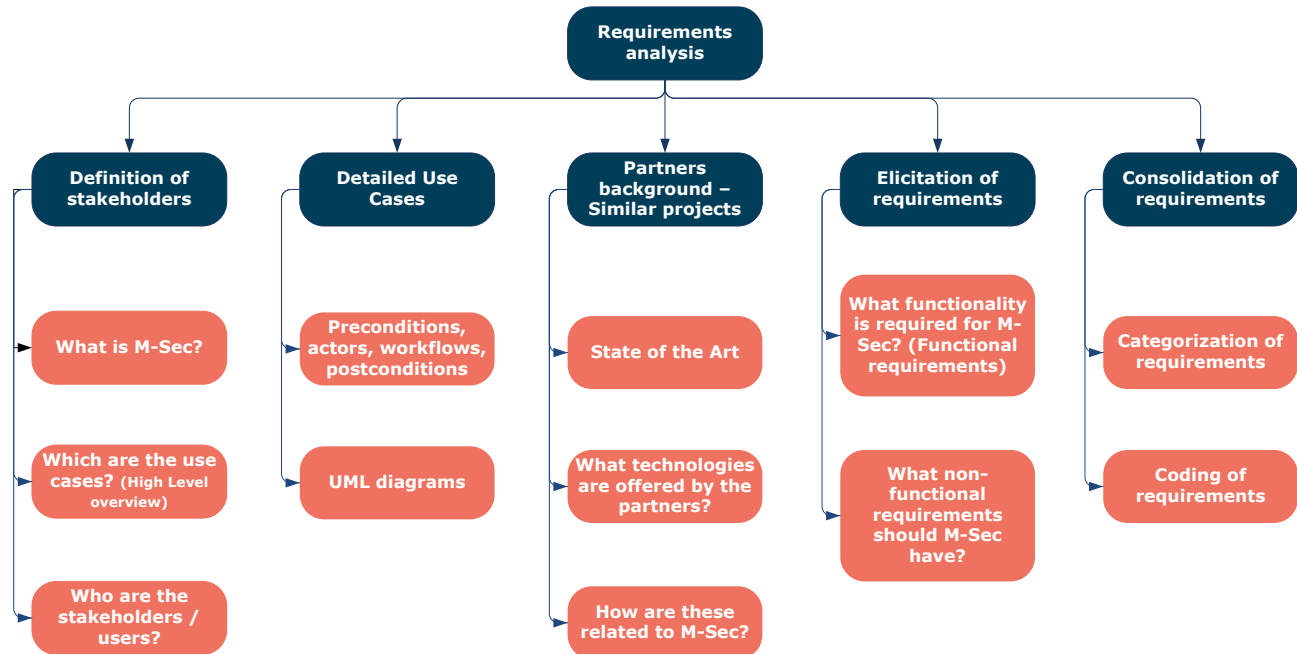 Requirements
analysis
Definition of
stakeholders
Detailed Use
Cases
Partners
background –
Similar projects
Elicitation of
requirements
Consolidation of
requirements
What is M-Sec?
Which are the use
cases? (High Level
overview)
Who are the
stakeholders /
users?
Preconditions,
actors, workflows,
postconditions
UML diagrams
State of the Art
What technologies
are offered by the
partners?
How are these
related to M-Sec?
What functionality
is required for M-
Sec? (Functional
requirements)
What non-
functional
requirements
should M-Sec
have?
Categorization of
requirements
Coding of
requirements